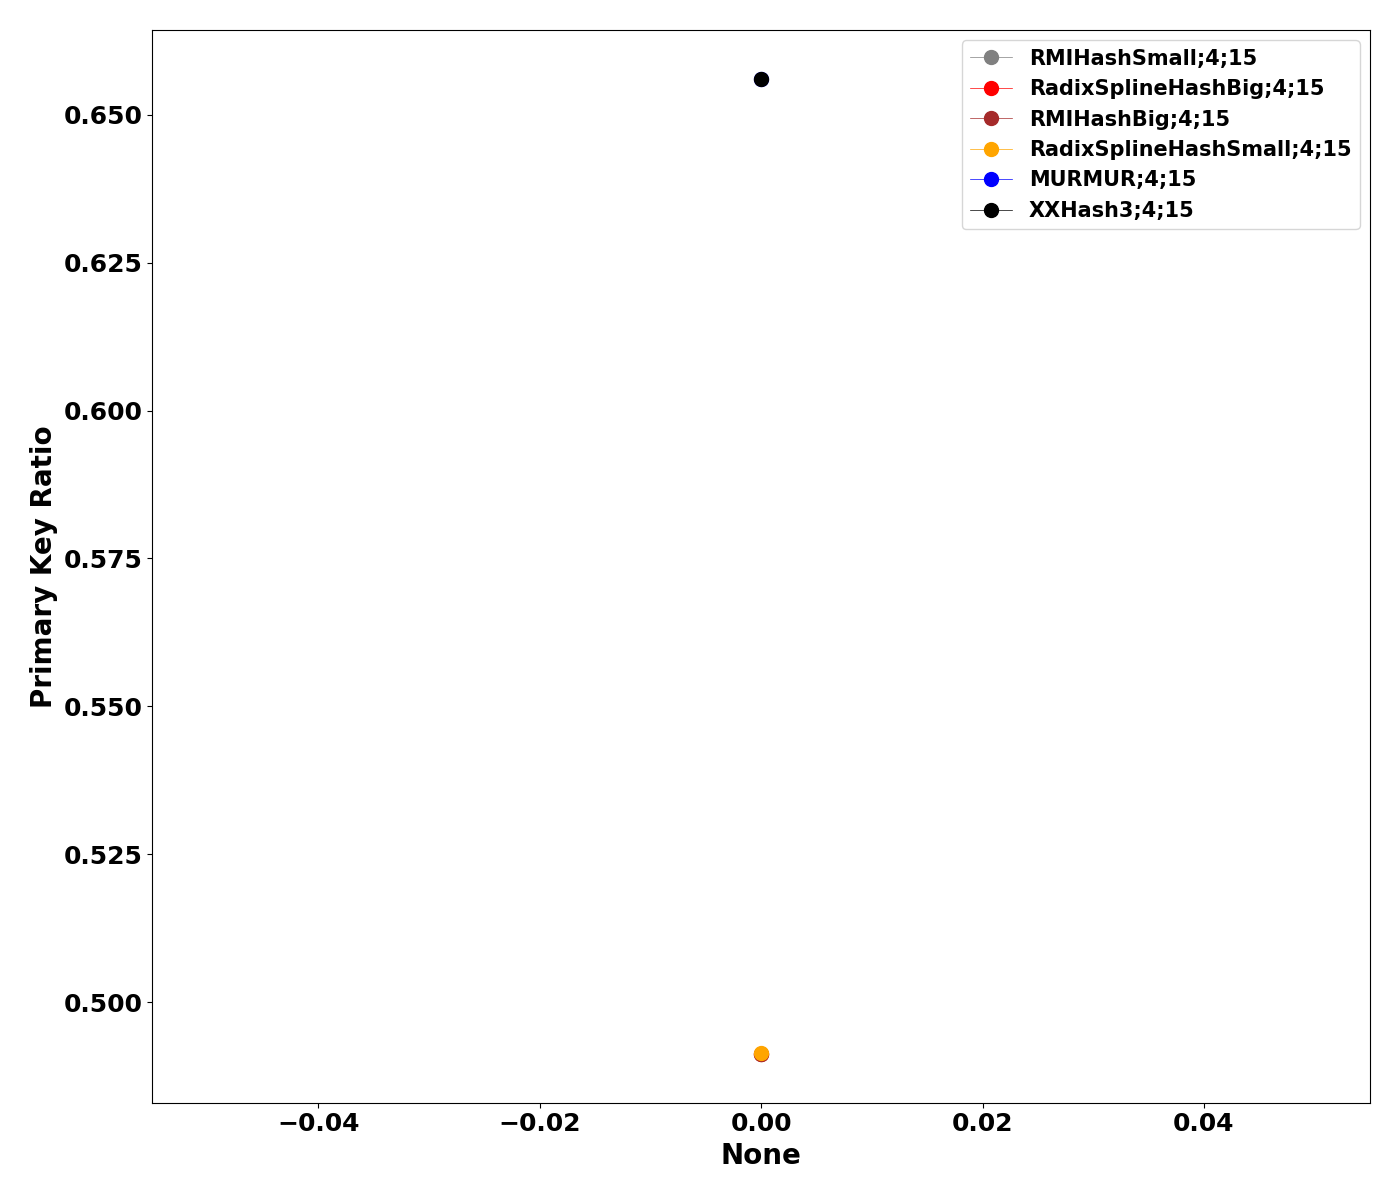 RMIHashSmall;4;15
RadixSplineHashBig;4;15
RMIHashBig;4;15
RadixSplineHashSmall;4;15
MURMUR;4;15
XXHash3;4;15
0.650
0.625
0.600
0.575
0.550
0.525
0.500
Primary Key Ratio
−0.04
−0.02
0.00
0.02
0.04
None